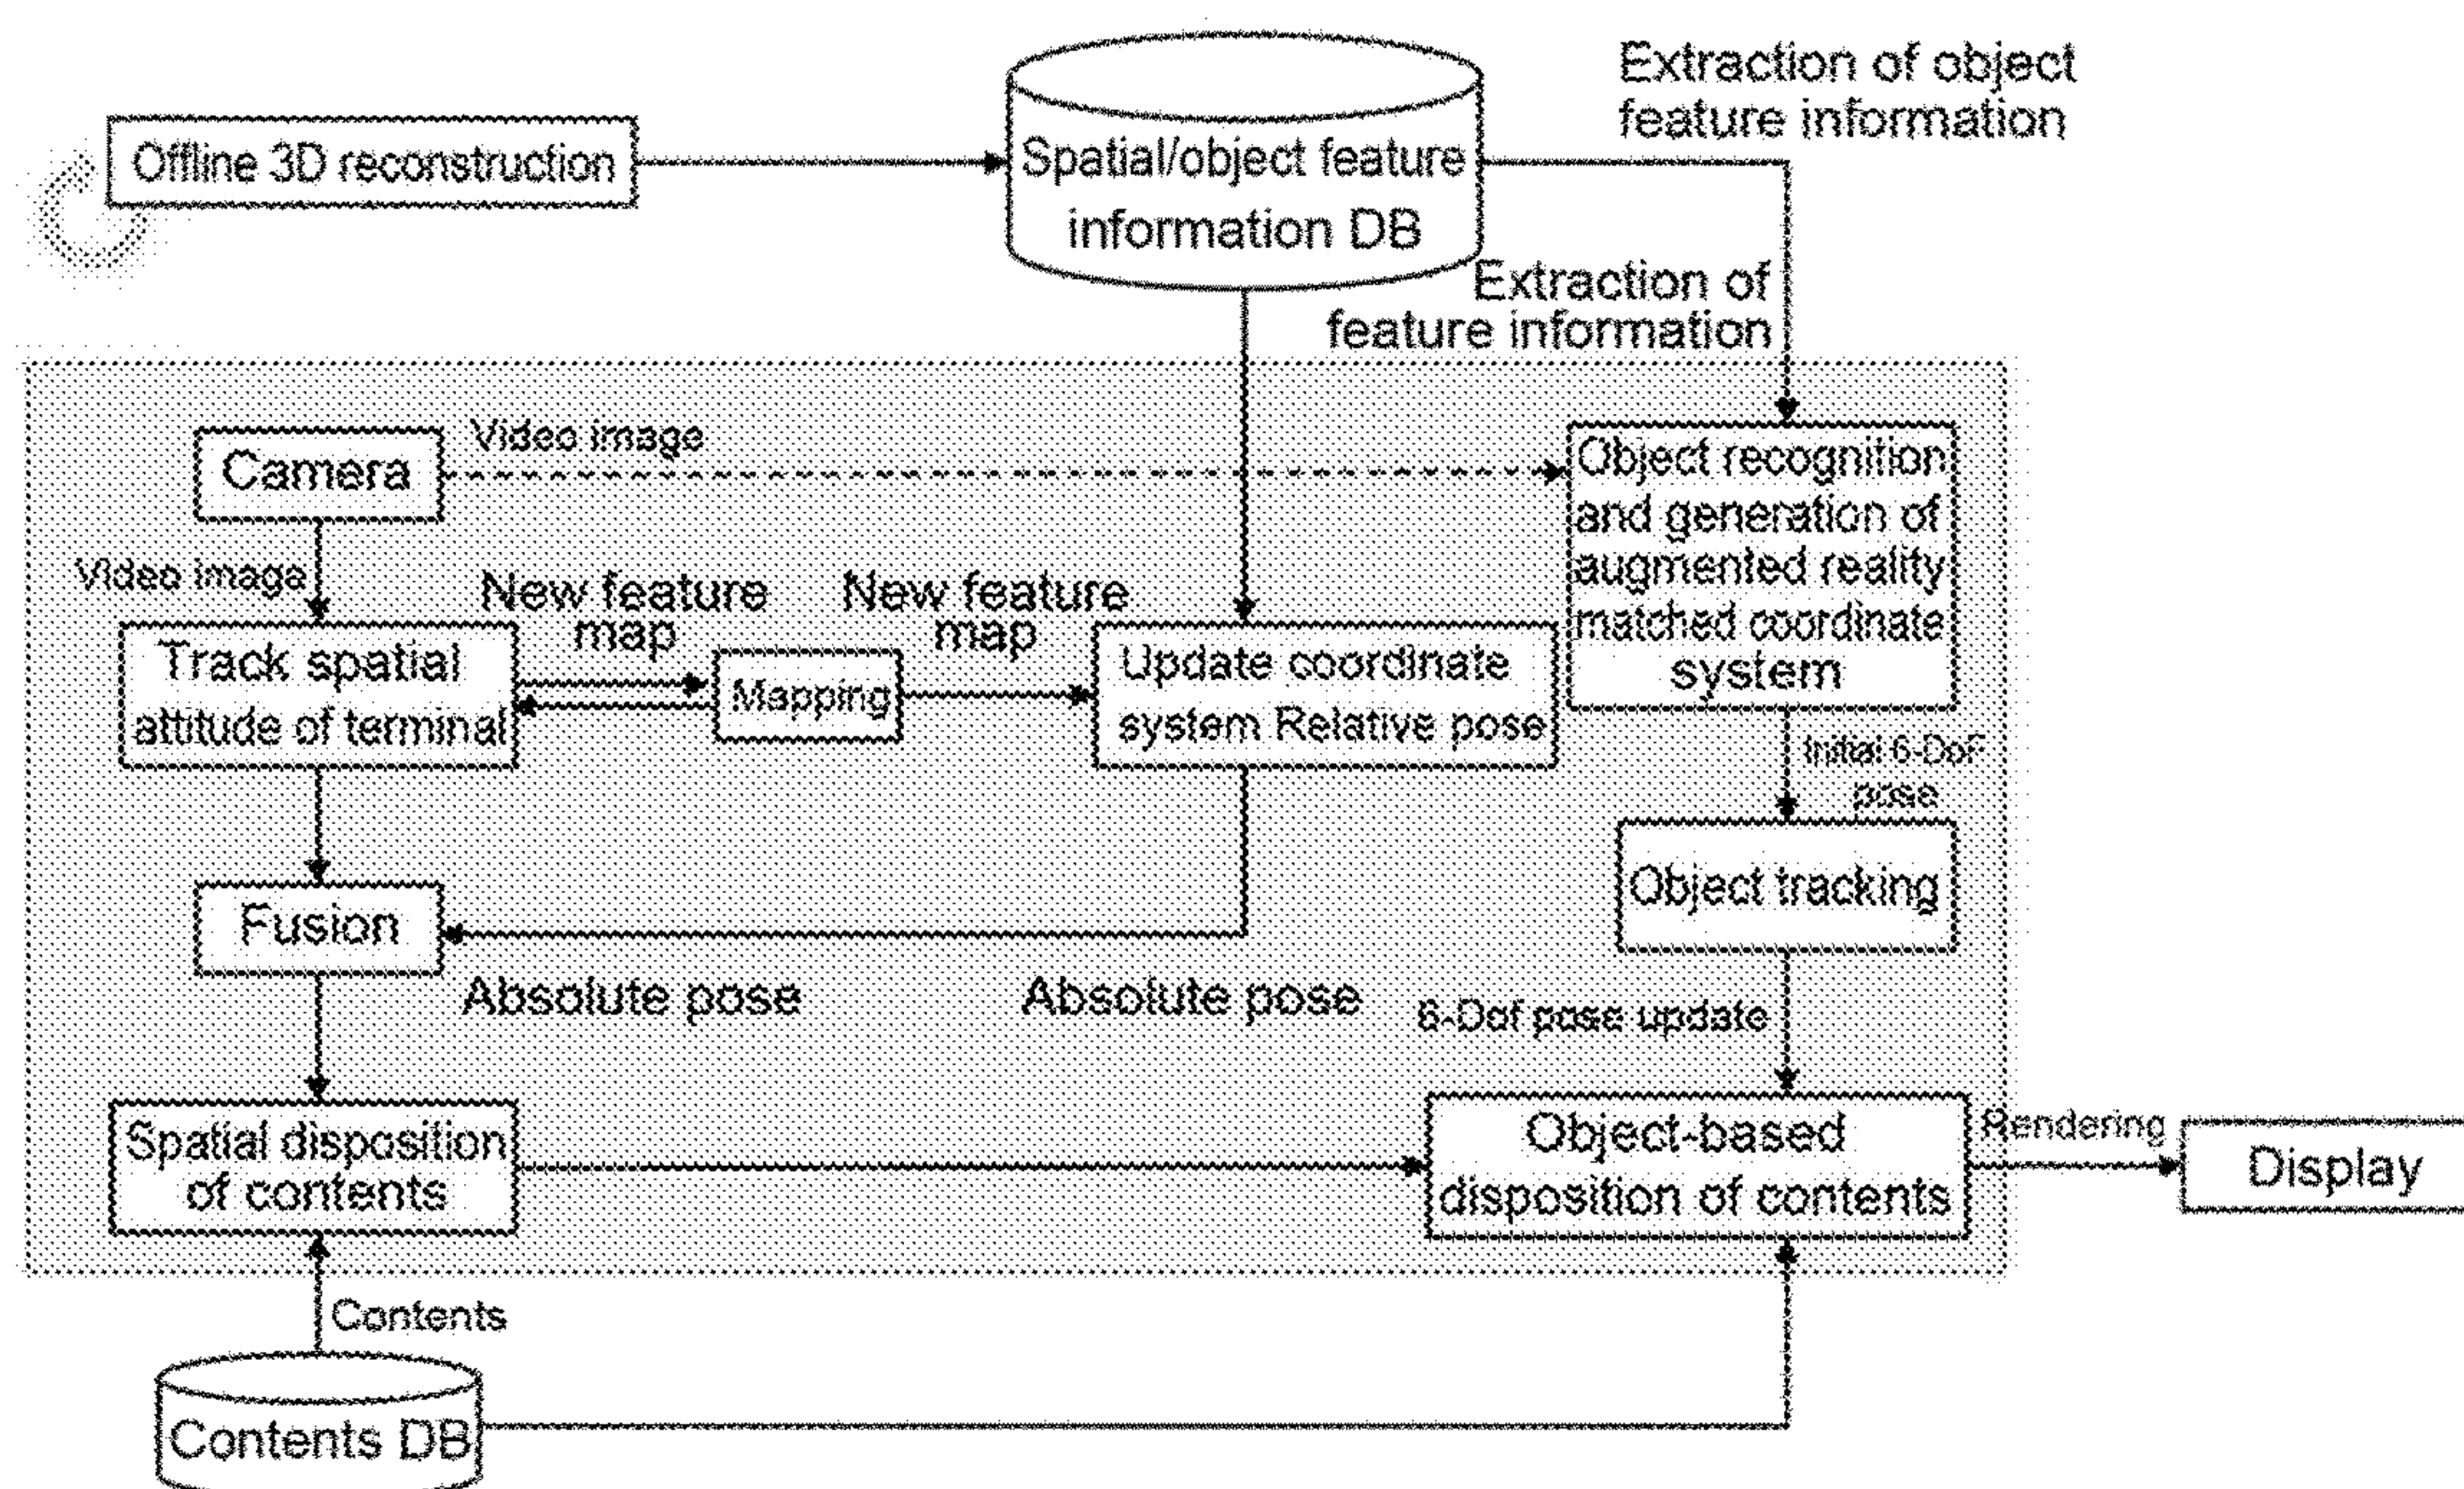 Extraction of object
feature information
Offline 3D reconstruction
Spatial/object feature
information DB
Extraction of
feature information
Camera
Video image
Object recognition
and generation of
augmented reality
matched coordinate
system
Video image
New feature
map
New feature
map
Track spatial
attitude of terminal
Mapping
Update coordinate
system Relative pose
Initial 6-DoF
pose
Object tracking
Fusion
Absolute pose
Absolute pose
6-Dof pose update
Spatial disposition
of contents
Object-based
disposition of contents
Rendering
Display
Contents
Contents DB